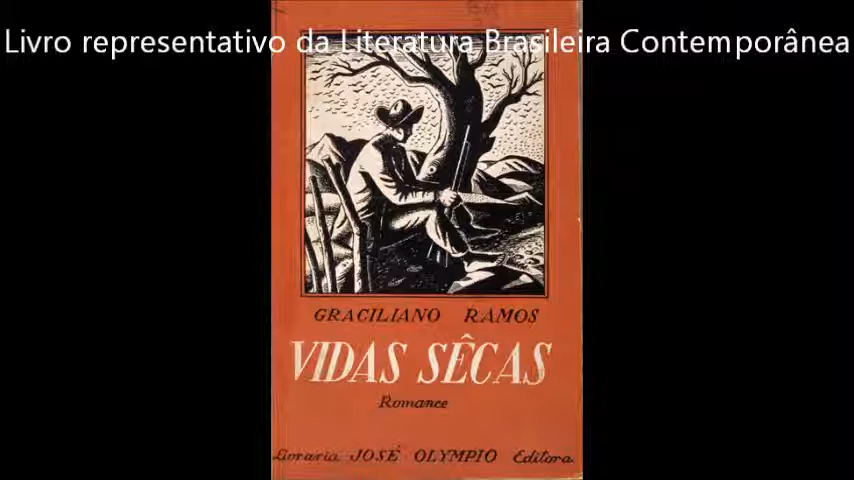 Livro representativo da Literatura Brasileira Contemporânea
GRACILIANO RAMOS
VIDAS SÊCAS
Romance
Livraria JOSÉ OLYMPIO Editora